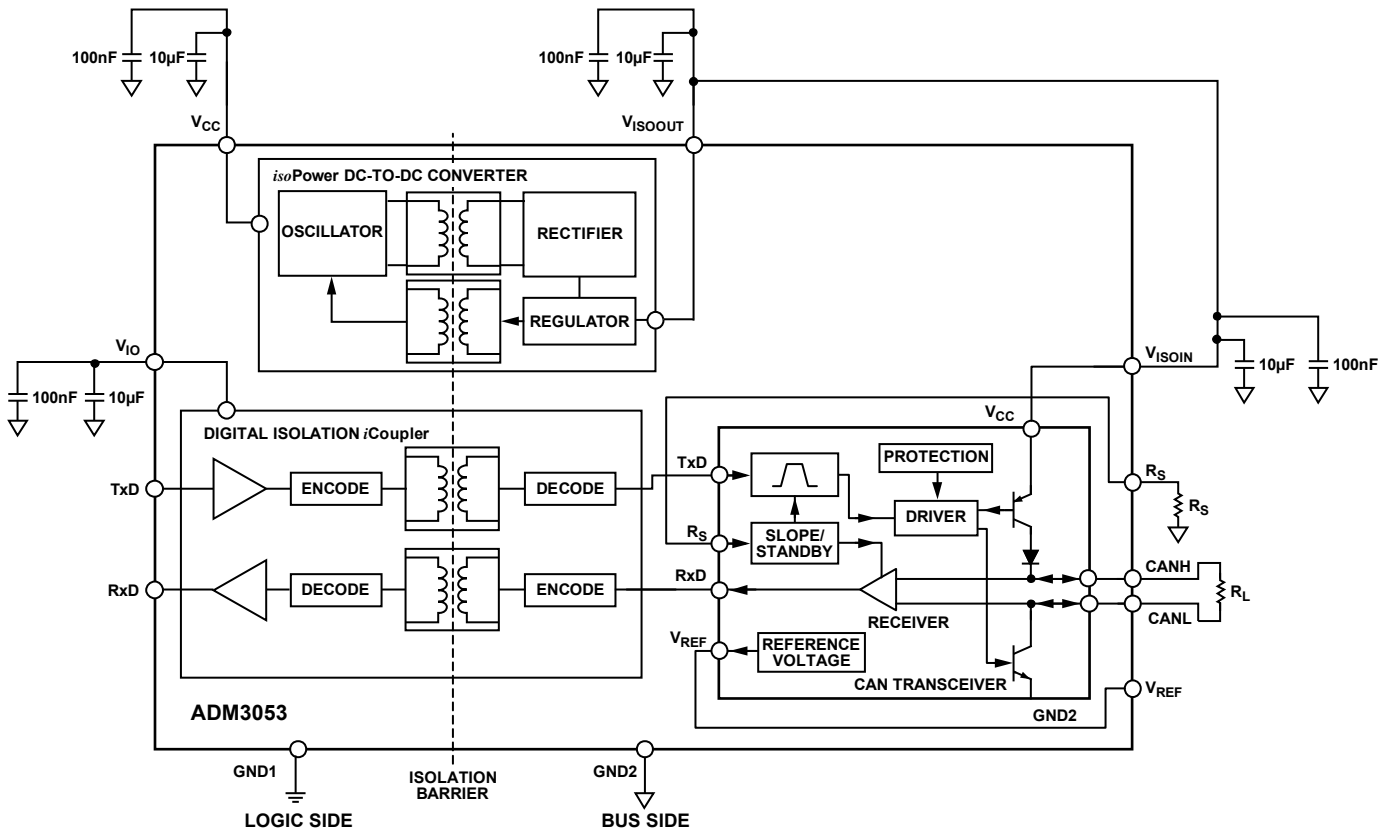 100nF
10µF
100nF
10µF
VCC
VISOOUT
isoPower DC-TO-DC CONVERTER
OSCILLATOR
RECTIFIER
REGULATOR
VIO
100nF
10µF
VISOIN
10µF
100nF
DIGITAL ISOLATION iCoupler
VCC
TxD
ENCODE
DECODE
TxD
PROTECTION
DRIVER
RS
RS
RS
SLOPE/
STANDBY
RxD
DECODE
ENCODE
RxD
RECEIVER
CANH
RL
CANL
VREF
REFERENCE
VOLTAGE
CAN TRANSCEIVER
VREF
GND2
ADM3053
GND1
ISOLATION
BARRIER
GND2
LOGIC SIDE
BUS SIDE